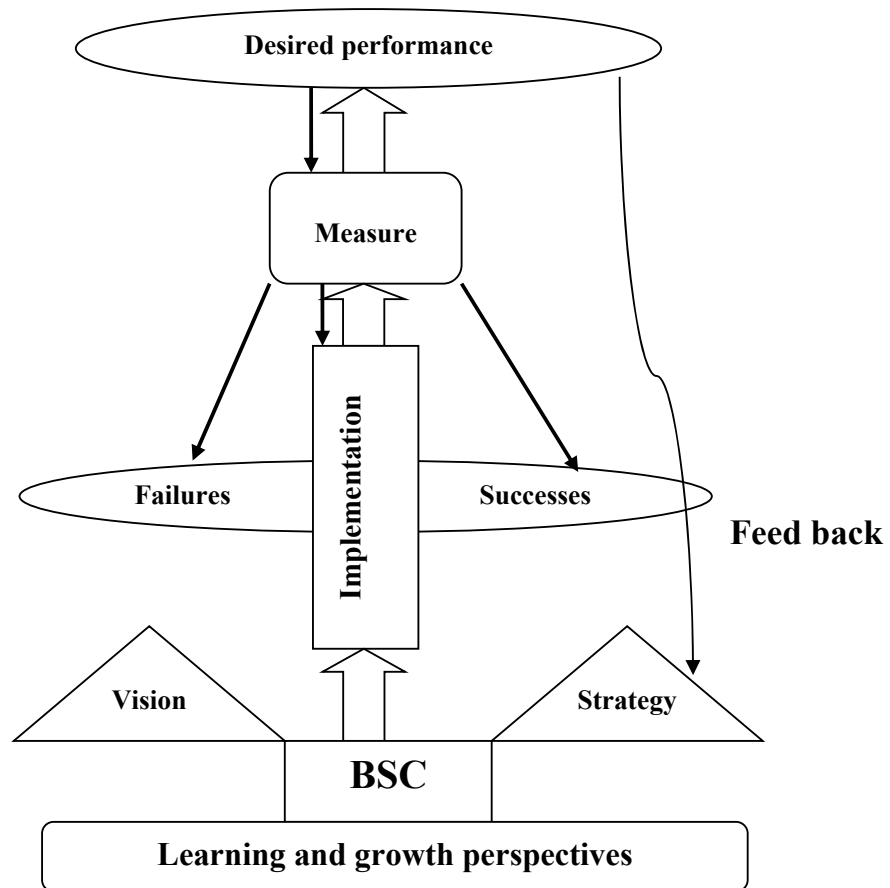 Desired performance
Measure
Implementation
Failures
Successes
Feed back
Vision
Strategy
BSC
Learning and growth perspectives